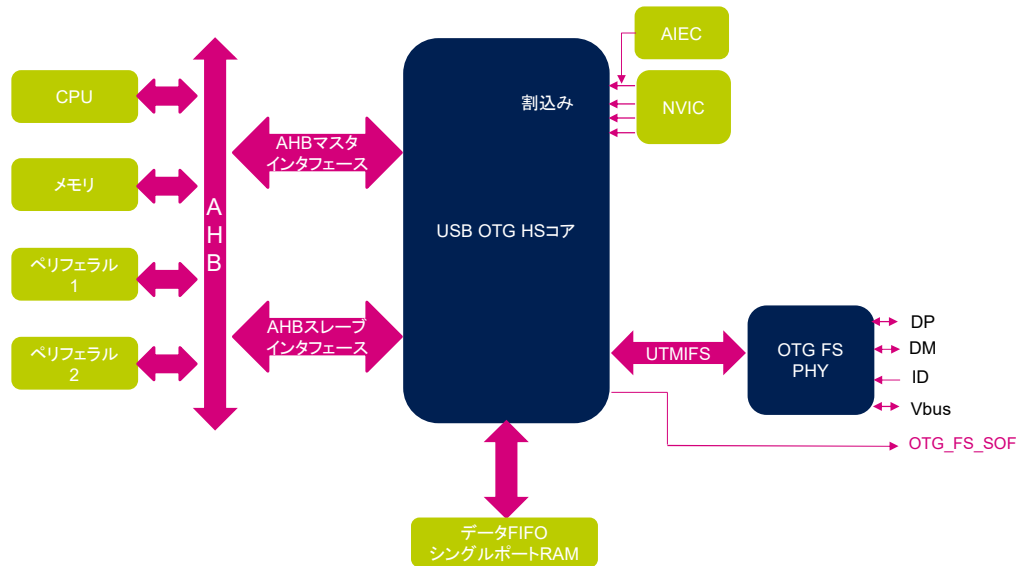 AIEC
CPU
割込み
NVIC
AHBマスタ
インタフェース
メモリ
A
H
B
USB OTG HSコア
ペリフェラル
1
AHBスレーブ
インタフェース
ペリフェラル
2
UTMIFS
OTG FS
PHY
DP
DM
ID
Vbus
OTG_FS_SOF
データFIFO
シングルポートRAM